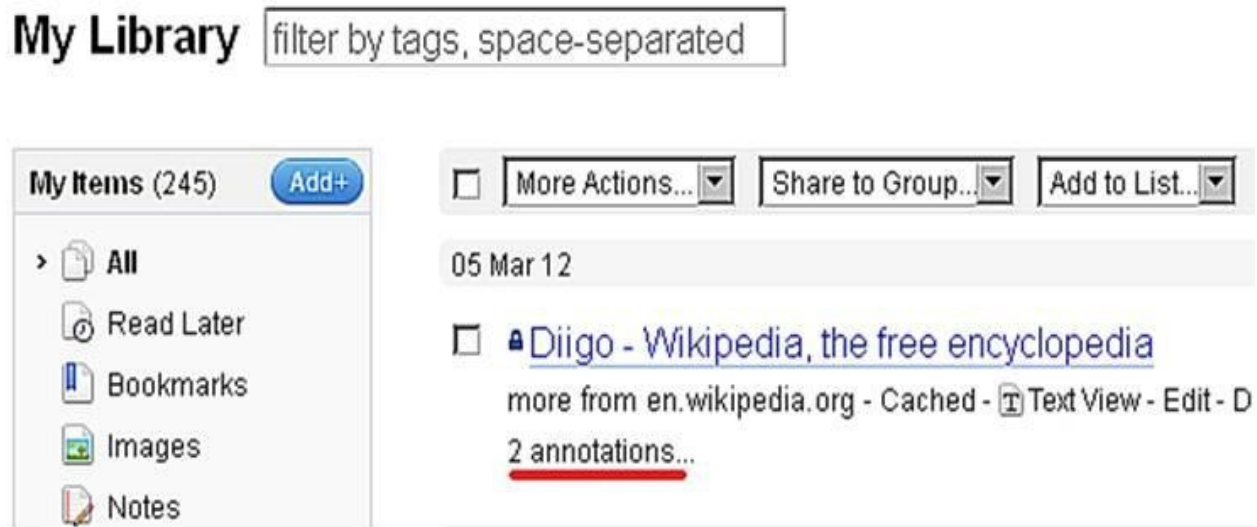 My Library filter by tags, space-separated
My Items (245) Add+
› All
Read Later
Bookmarks
Images
Notes
More Actions... Share to Group... Add to List...
05 Mar 12
Diigo - Wikipedia, the free encyclopedia
more from en.wikipedia.org - Cached - Text View - Edit - D
2 annotations...